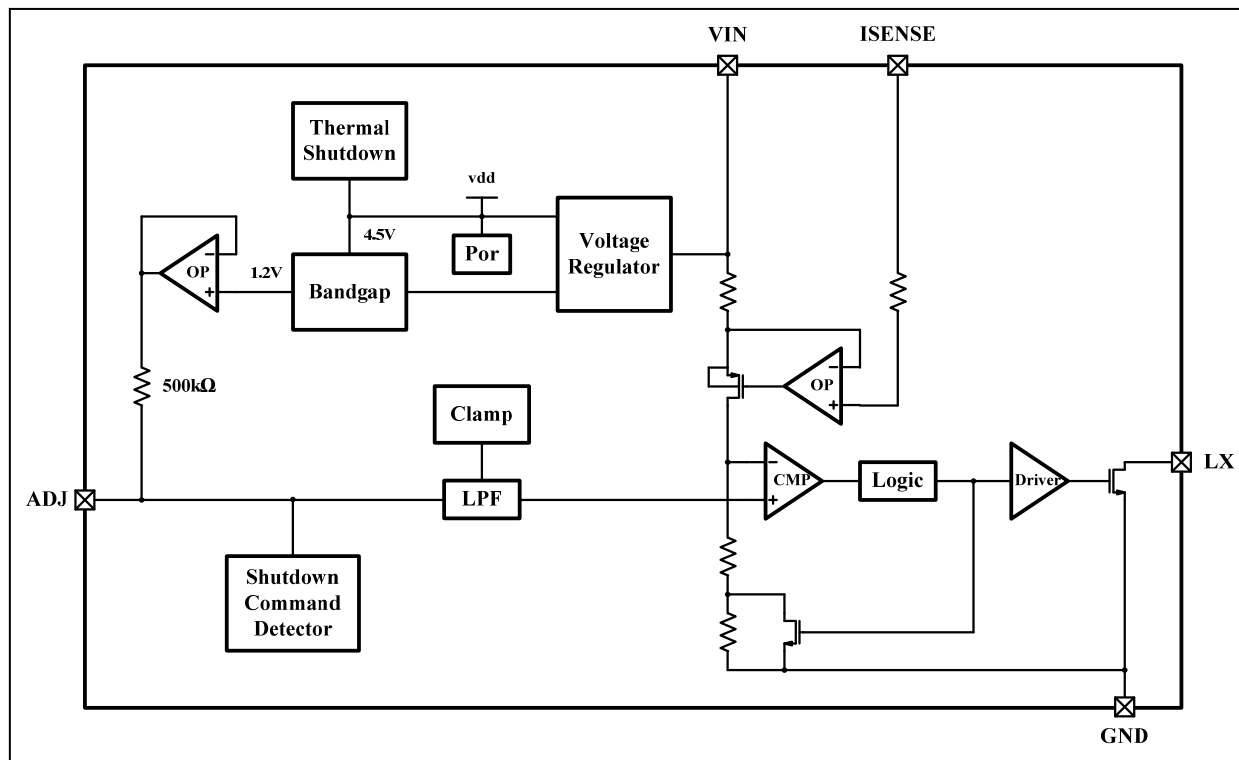 VIN
ISENSE
Thermal
Shutdown
vdd
4.5V
Por
Voltage
Regulator
−
OP
+
1.2V
Bandgap
500kΩ
−
OP
+
Clamp
ADJ
LPF
−
CMP
+
Logic
Driver
LX
Shutdown
Command
Detector
GND